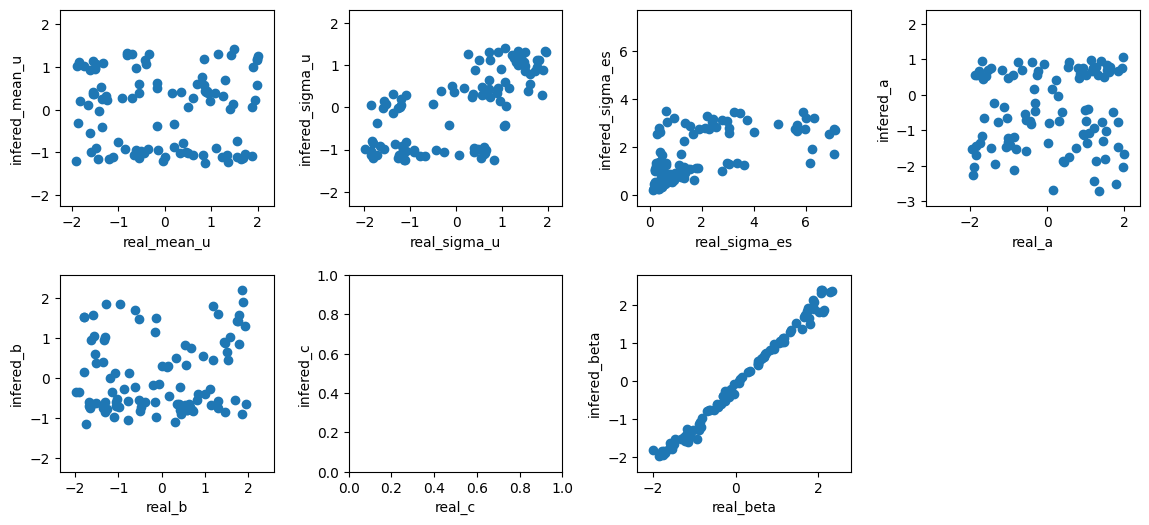 2
1
0
−1
−2
infered_mean_u
−2 −1 0 1 2
real_mean_u
2
1
0
−1
−2
infered_sigma_u
−2 −1 0 1 2
real_sigma_u
6
4
2
0
infered_sigma_es
0 2 4 6
real_sigma_es
2
1
0
−1
−2
−3
infered_a
−2 0 2
real_a
2
1
0
−1
−2
infered_b
−2 −1 0 1 2
real_b
1.0
0.8
0.6
0.4
0.2
0.0
infered_c
0.0 0.2 0.4 0.6 0.8 1.0
real_c
2
1
0
−1
−2
infered_beta
−2 0 2
real_beta